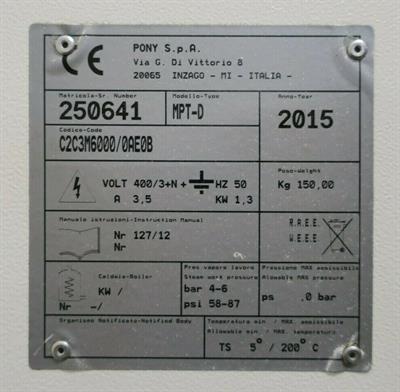 CE
PONY S.p.A.
Via G. Di Vittorio 8
20065 INZAGO - MI - ITALIA -
Matricola-Sr. Number
Modello-Type
Anno-Year
250641
MPT-D
2015
Codice-Code
C2C3M6000/0AE0B
VOLT 400/3+N+ HZ 50
A 3,5
KW 1,3
Peso-Weight
Kg 150,00
Manuale istruzioni-Instruction Manual
Nr 127/12
Nr
R.A.E.E.
W.E.E.E
Caldaia-Boiler
KW /
Nr -/
Pres vapore lavoro
Steam work pressure
bar 4-6
psi 58-87
Pressione MAX ammissibile
Allowable MAX pressure
ps .0 bar
Organismo Notificato-Notified Body
Temperatura min / MAX ammissibile
Allowable min / MAX. temperature
TS 5° / 200° C